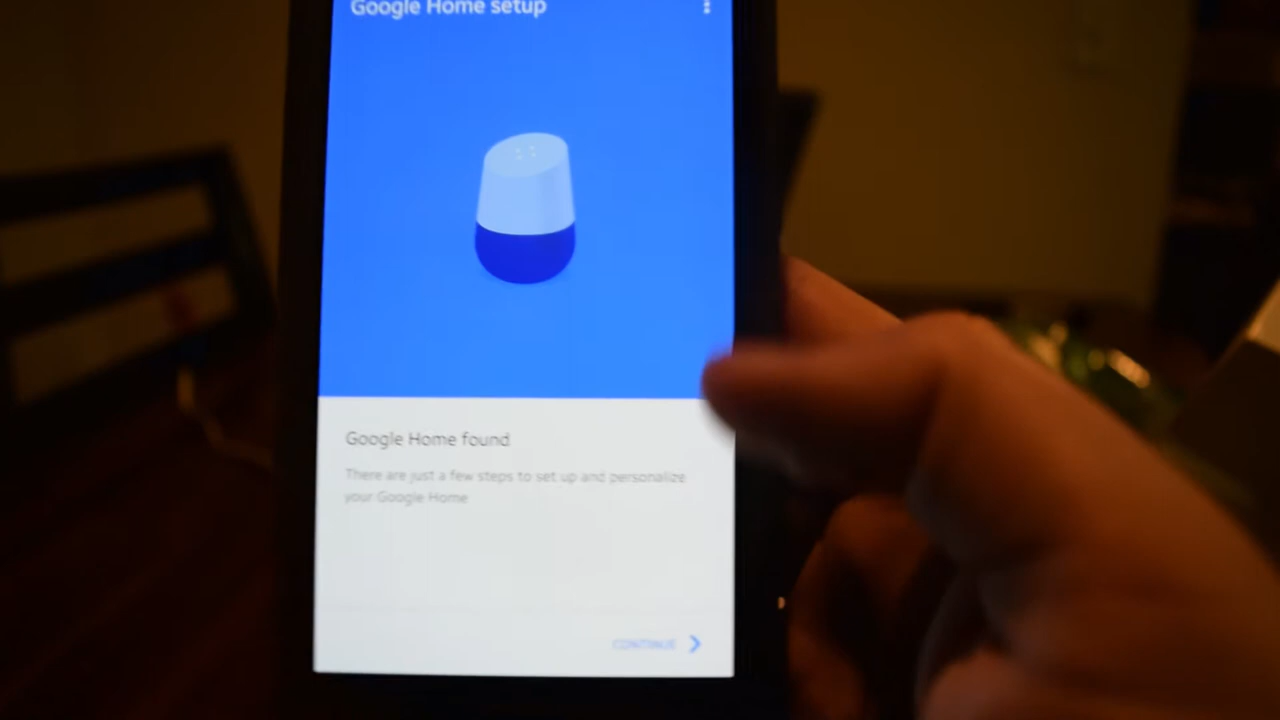 Google Home setup
Google Home found
There are just a few steps to set up and personalize
your Google Home
CONTINUE